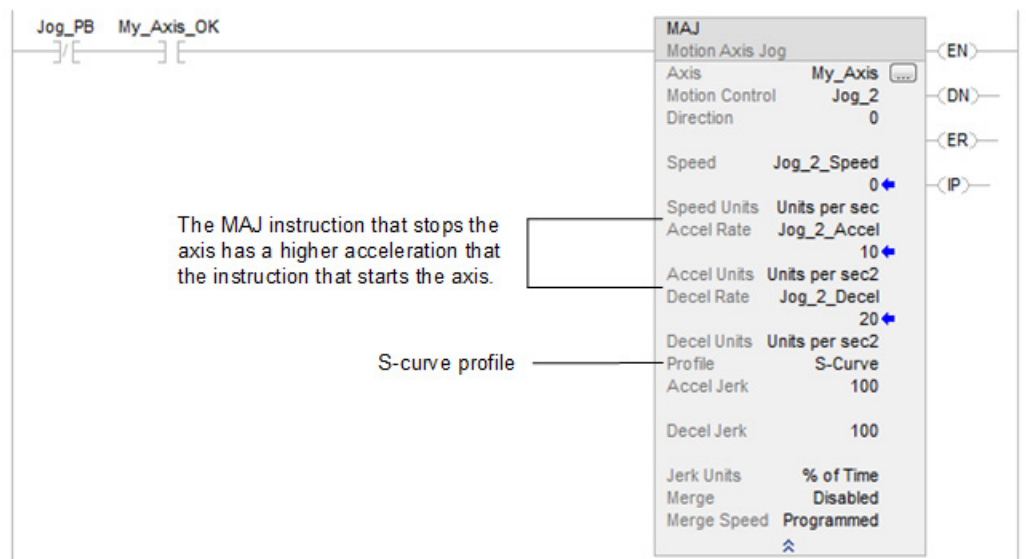 Jog_PB My_Axis_OK
MAJ
Motion Axis Jog
EN
Axis My_Axis ...
Motion Control Jog_2
DN
Direction 0
ER
Speed Jog_2_Speed
0
IP
Speed Units Units per sec
Accel Rate Jog_2_Accel
10
Accel Units Units per sec2
Decel Rate Jog_2_Decel
20
Decel Units Units per sec2
Profile S-Curve
Accel Jerk 100
Decel Jerk 100
Jerk Units % of Time
Merge Disabled
Merge Speed Programmed
The MAJ instruction that stops the
axis has a higher acceleration that
the instruction that starts the axis.
S-curve profile